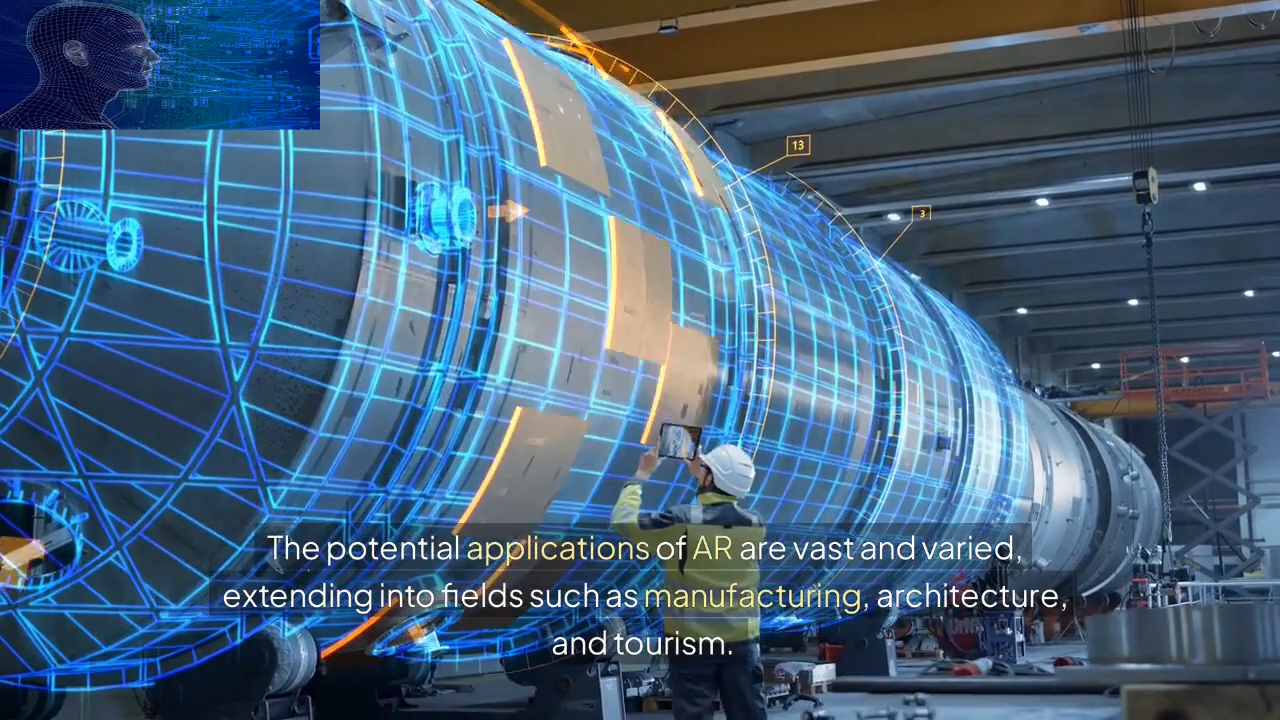 13
3
The potential applications of AR are vast and varied,
extending into fields such as manufacturing, architecture,
and tourism.